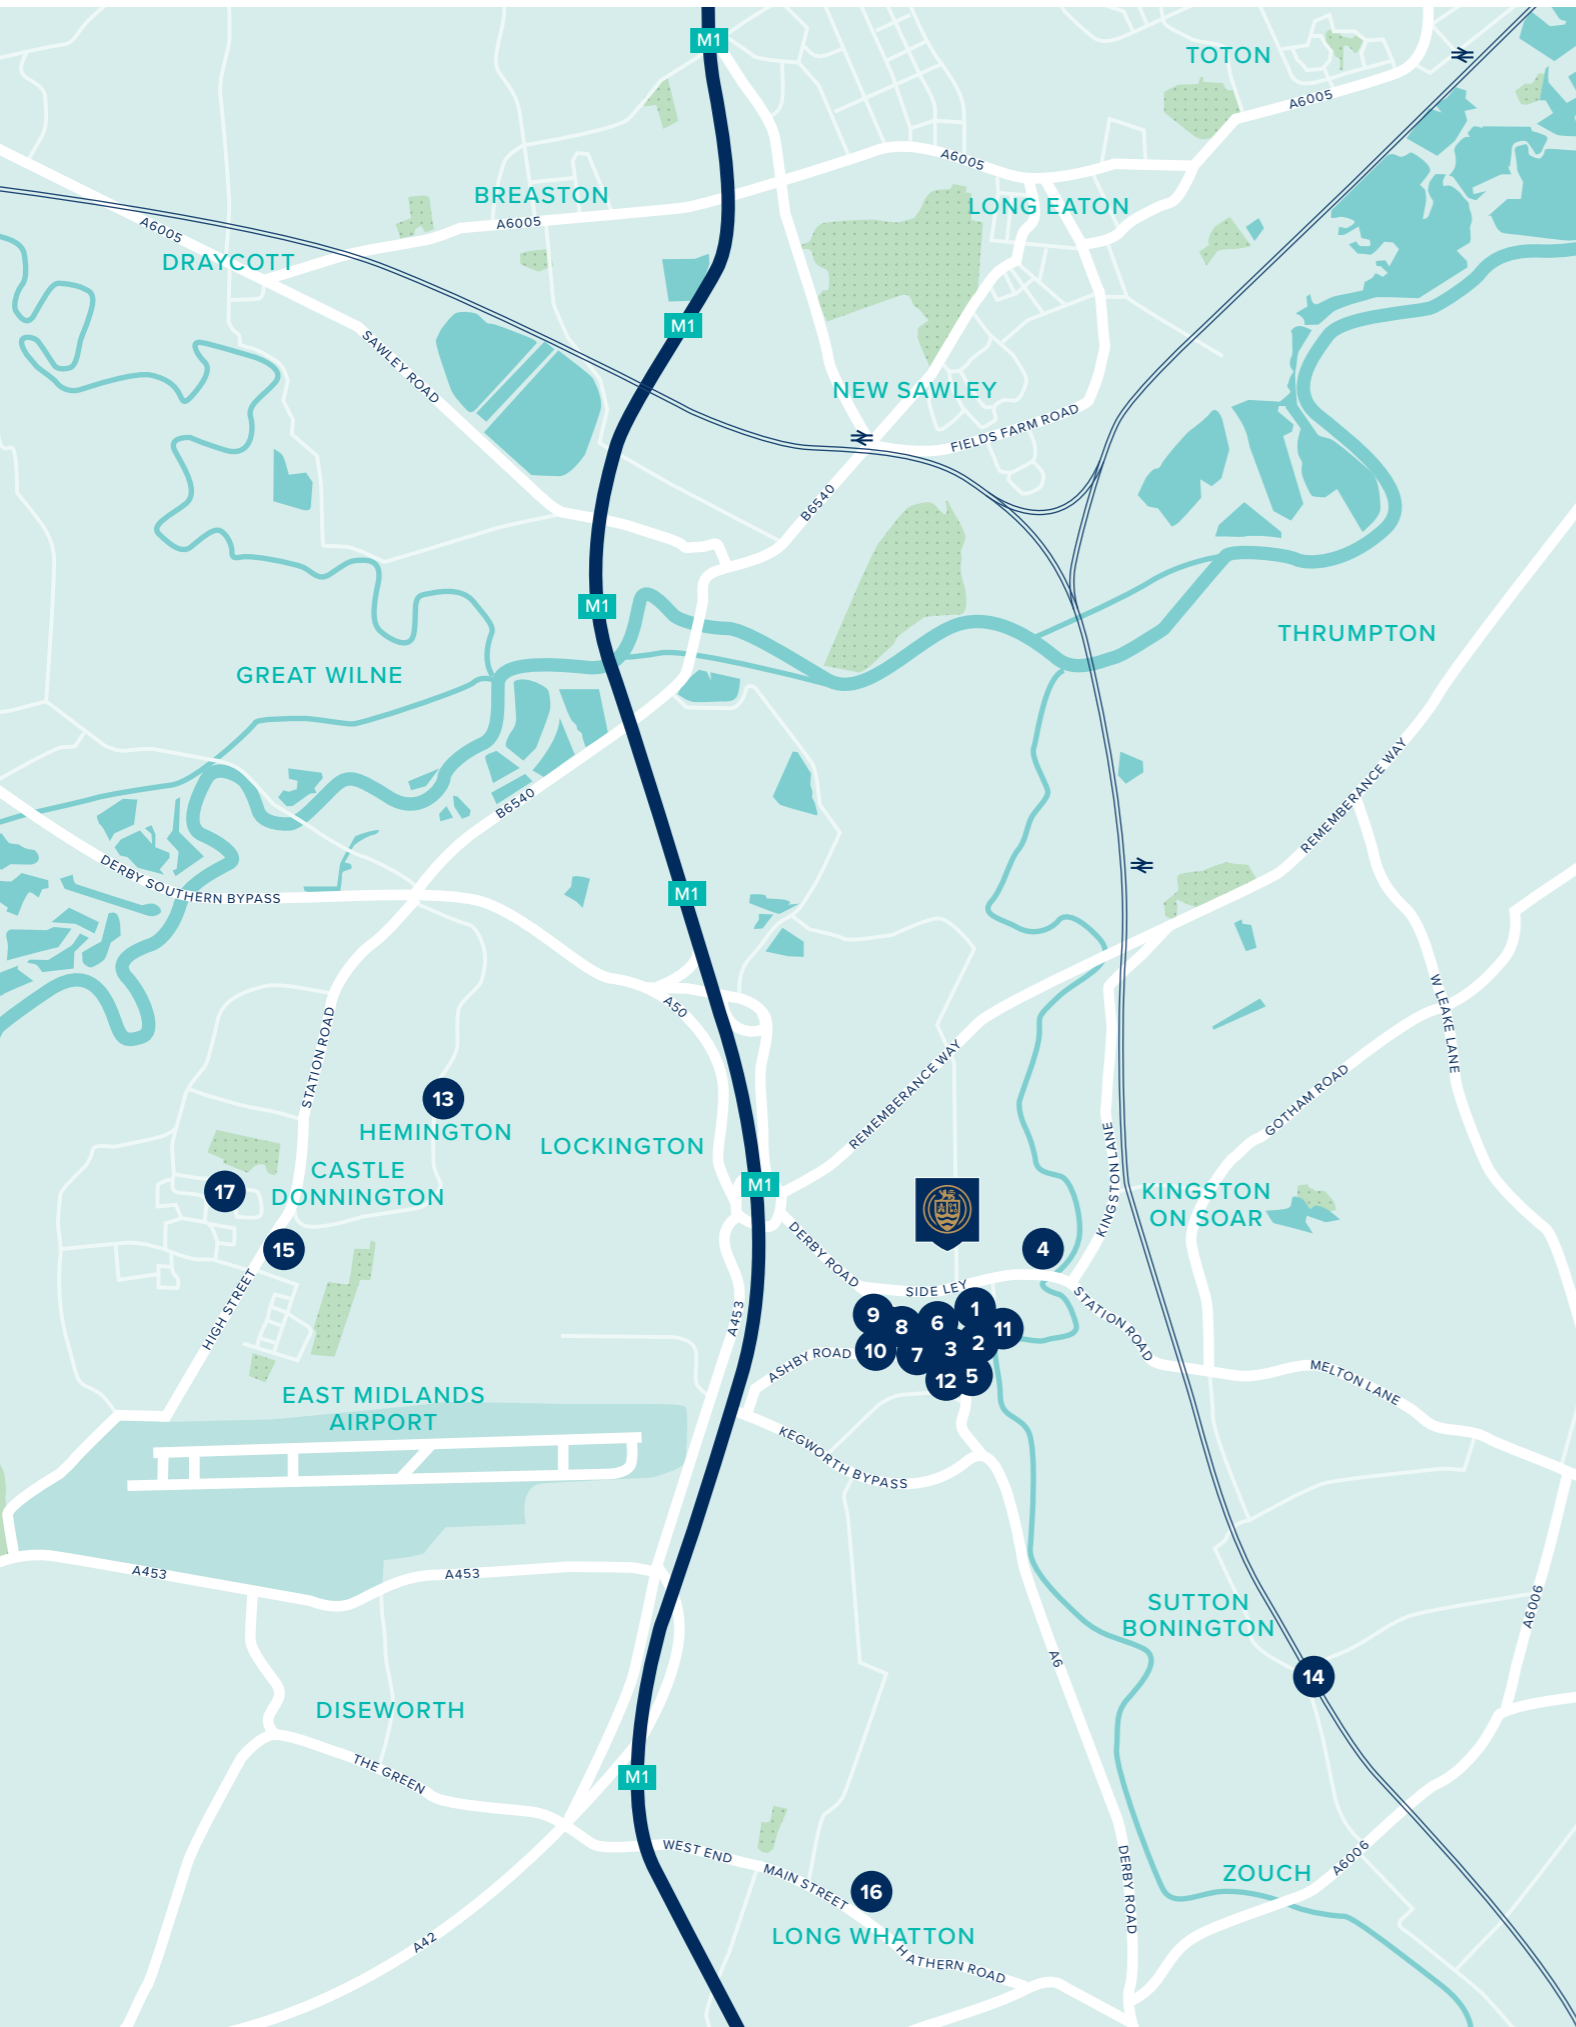 M1
TOTON
A6005
A6005
BREASTON
A6005
LONG EATON
A6005
DRAYCOTT
M1
SAWLEY ROAD
NEW SAWLEY
FIELDS FARM ROAD
B6540
M1
THRUMPTON
GREAT WILNE
REMEMBERANCE WAY
B6540
DERBY SOUTHERN BYPASS
M1
W LEAKE LANE
A50
STATION ROAD
REMEMBERANCE WAY
GOTHAM ROAD
13
HEMINGTON
LOCKINGTON
KINGSTON LANE
CASTLE
DONNINGTON
17
M1
KINGSTON
ON SOAR
15
DERBY ROAD
4
SIDE LEY
STATION ROAD
HIGH STREET
A453
9
8
6
1
11
10
7
3
2
12
5
ASHBY ROAD
MELTON LANE
EAST MIDLANDS
AIRPORT
KEGWORTH BYPASS
A453
A453
A6006
SUTTON
BONINGTON
A6
14
DISEWORTH
THE GREEN
M1
WEST END
MAIN STREET
16
DERBY ROAD
ZOUCH
A6006
LONG WHATTON
A42
HATHERN ROAD